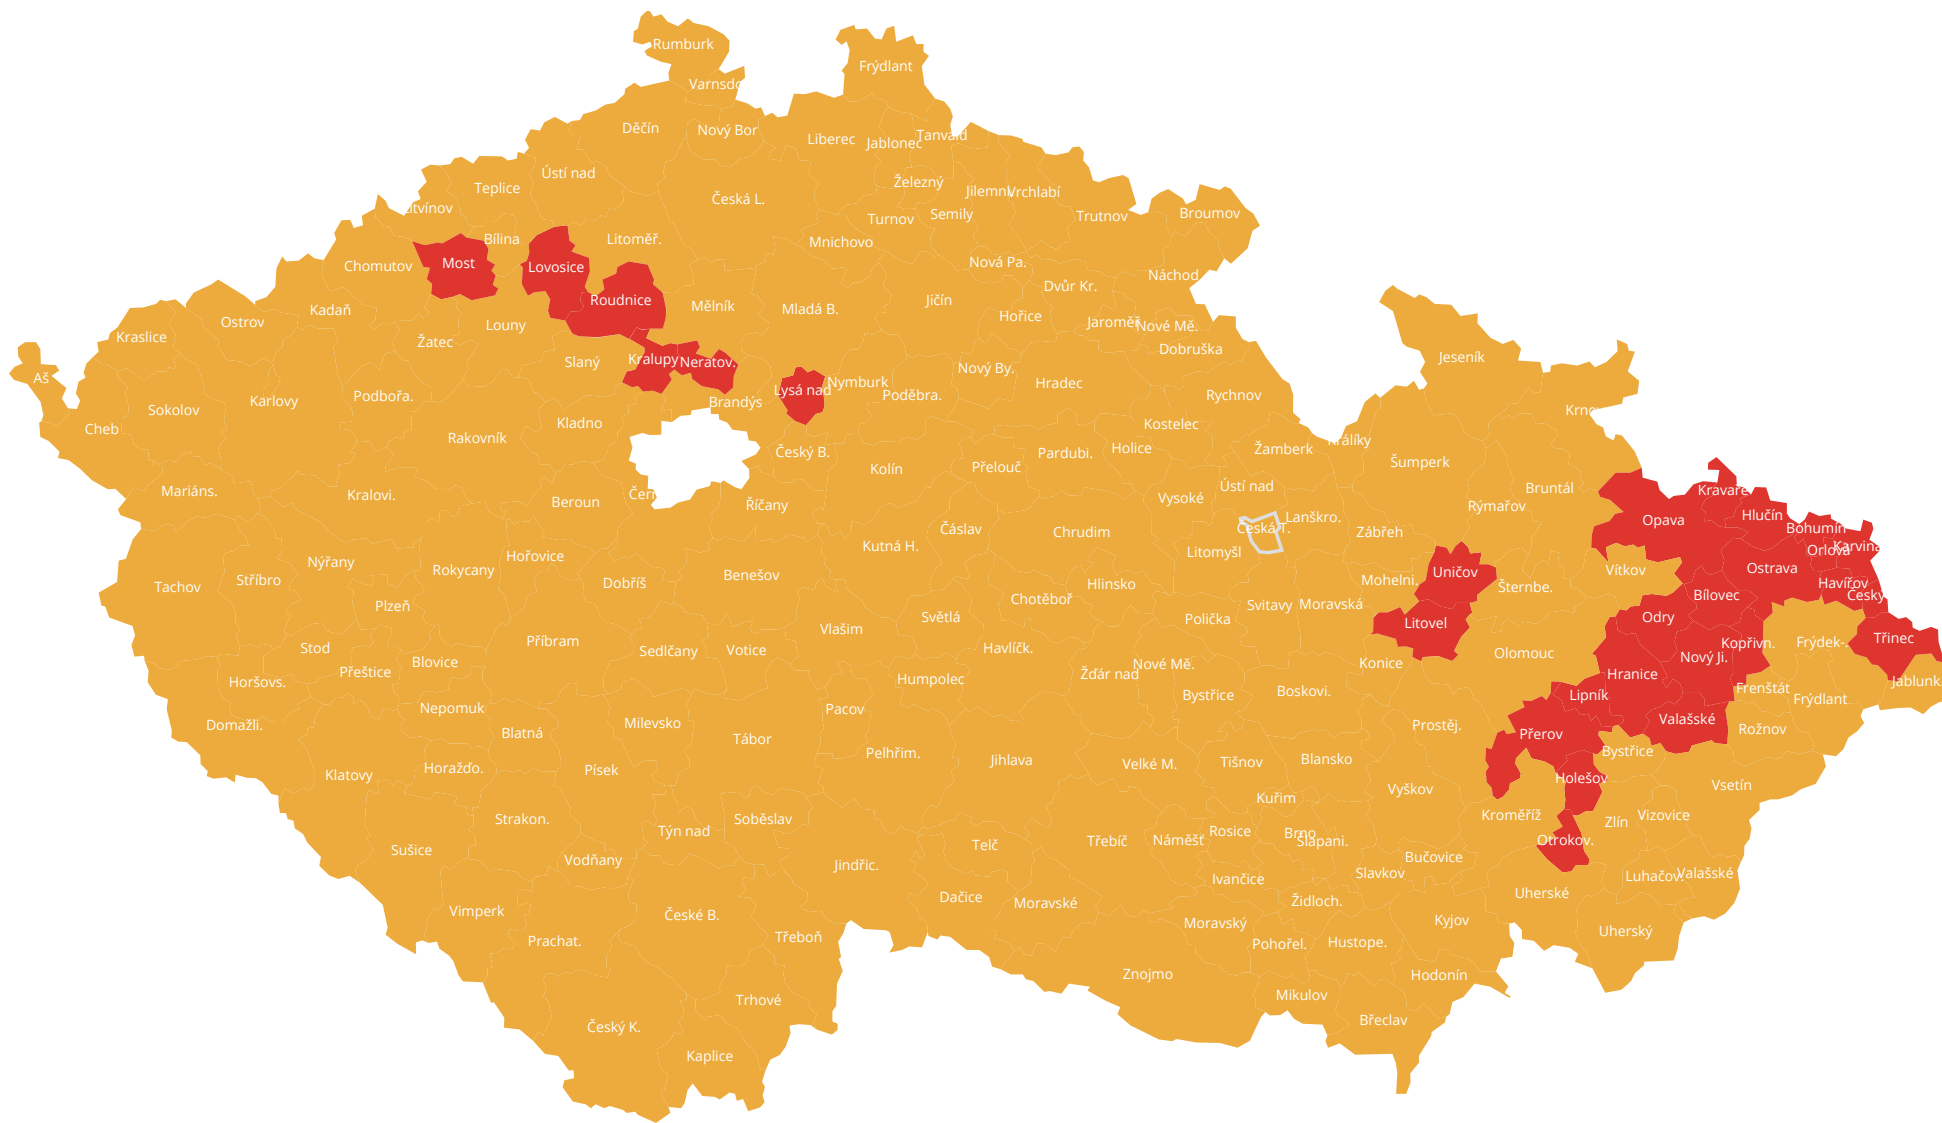 Rumburk
Frýdlant
Varnsdo
Děčín
Nový Bor
Liberec
Jablonec
Tanvald
Ústí nad
Teplice
Železný
Jilemni
Vrchlabí
Česká L.
Litvínov
Turnov
Semily
Trutnov
Broumov
Bílina
Litoměř.
Mnichovo
Chomutov
Most
Lovosice
Nová Pa.
Náchod
Roudnice
Dvůr Kr.
Kadaň
Mělník
Mladá B.
Jičín
Hořice
Ostrov
Louny
Jaroměř
Nové Mě.
Kraslice
Žatec
Dobruška
Slaný
Kralupy
Neratov.
Jeseník
Aš
Nový By.
Lysá nad
Nymburk
Hradec
Podbořa.
Poděbra.
Rychnov
Karlovy
Brandýs
Sokolov
Krnov
Cheb
Kladno
Kostelec
Rakovník
Králíky
Český B.
Pardubi.
Holice
Žamberk
Kolín
Přelouč
Šumperk
Mariáns.
Kralovi.
Beroun
Čern
Říčany
Vysoké
Ústí nad
Bruntál
Kravaře
Rýmařov
Lanškro.
Hlučín
Opava
Čáslav
Chrudim
Česká T.
Zábřeh
Bohumín
Kutná H.
Litomyšl
Orlová
Karviná
Hořovice
Nýřany
Rokycany
Vítkov
Ostrava
Tachov
Stříbro
Dobříš
Benešov
Hlinsko
Mohelni.
Uničov
Šternbe.
Havířov
Český
Bílovec
Plzeň
Chotěboř
Svitavy
Moravská
Světlá
Polička
Odry
Litovel
Vlašim
Příbram
Třinec
Stod
Sedlčany
Votice
Havlíčk.
Kopřivn.
Frýdek-.
Olomouc
Nový Ji.
Blovice
Přeštice
Nové Mě.
Konice
Žďár nad
Hranice
Horšovs.
Humpolec
Jablunk.
Frenštát
Boskovi.
Bystřice
Lipník
Frýdlant
Nepomuk
Pacov
Domažli.
Milevsko
Valašské
Prostěj.
Rožnov
Blatná
Tábor
Přerov
Bystřice
Pelhřim.
Jihlava
Blansko
Tišnov
Velké M.
Horažďo.
Písek
Klatovy
Holešov
Vsetín
Vyškov
Kuřim
Strakon.
Soběslav
Kroměříž
Vizovice
Zlín
Týn nad
Rosice
Brno
Šlapani.
Třebíč
Náměšť
Otrokov.
Telč
Sušice
Bučovice
Vodňany
Jindřic.
Slavkov
Valašské
Luhačov.
Ivančice
Uherské
Dačice
Židloch.
Moravské
Vimperk
České B.
Kyjov
Moravský
Uherský
Třeboň
Prachat.
Hustope.
Pohořel.
Znojmo
Hodonín
Mikulov
Trhové
Břeclav
Český K.
Kaplice